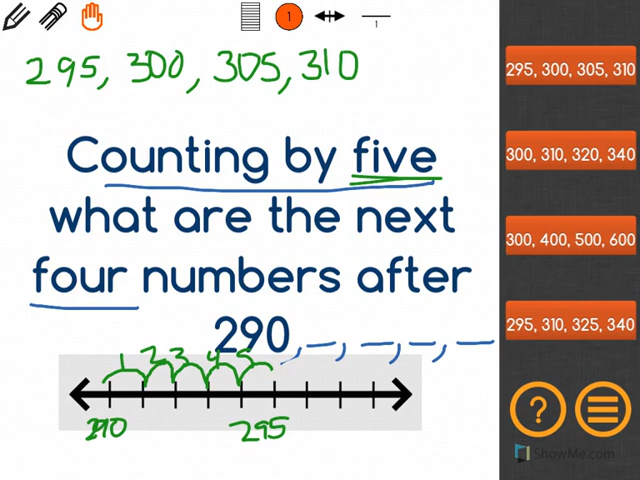 1
1
295, 300, 305, 310
Counting by five
what are the next
four numbers after
290, , , ,
1 2 3 4 5
290 295
295, 300, 305, 310
300, 310, 320, 340
300, 400, 500, 600
295, 310, 325, 340
?
ShowMe.com